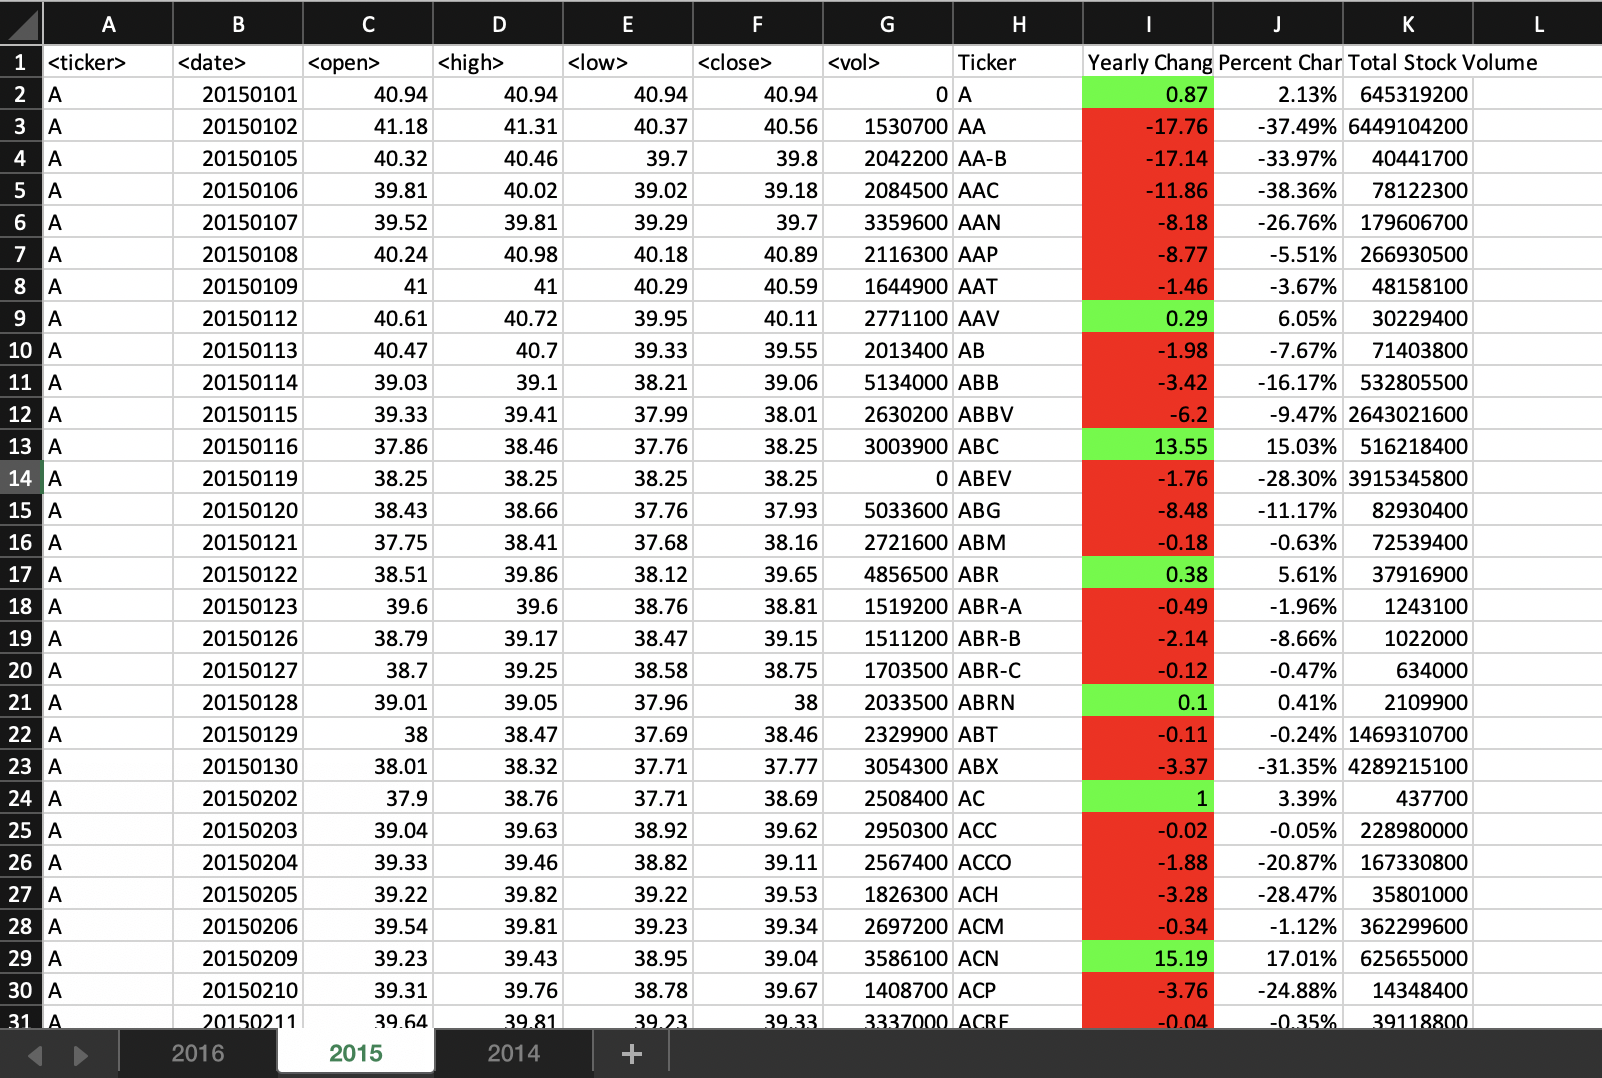 A B C D E F G H I J K L
1 <ticker> <date> <open> <high> <low> <close> <vol> Ticker Yearly Chang Percent Char Total Stock Volume
2 A 20150101 40.94 40.94 40.94 40.94 0 A 0.87 2.13% 645319200
3 A 20150102 41.18 41.31 40.37 40.56 1530700 AA -17.76 -37.49% 6449104200
4 A 20150105 40.32 40.46 39.7 39.8 2042200 AA-B -17.14 -33.97% 40441700
5 A 20150106 39.81 40.02 39.02 39.18 2084500 AAC -11.86 -38.36% 78122300
6 A 20150107 39.52 39.81 39.29 39.7 3359600 AAN -8.18 -26.76% 179606700
7 A 20150108 40.24 40.98 40.18 40.89 2116300 AAP -8.77 -5.51% 266930500
8 A 20150109 41 41 40.29 40.59 1644900 AAT -1.46 -3.67% 48158100
9 A 20150112 40.61 40.72 39.95 40.11 2771100 AAV 0.29 6.05% 30229400
10 A 20150113 40.47 40.7 39.33 39.55 2013400 AB -1.98 -7.67% 71403800
11 A 20150114 39.03 39.1 38.21 39.06 5134000 ABB -3.42 -16.17% 532805500
12 A 20150115 39.33 39.41 37.99 38.01 2630200 ABBV -6.2 -9.47% 2643021600
13 A 20150116 37.86 38.46 37.76 38.25 3003900 ABC 13.55 15.03% 516218400
14 A 20150119 38.25 38.25 38.25 38.25 0 ABEV -1.76 -28.30% 3915345800
15 A 20150120 38.43 38.66 37.76 37.93 5033600 ABG -8.48 -11.17% 82930400
16 A 20150121 37.75 38.41 37.68 38.16 2721600 ABM -0.18 -0.63% 72539400
17 A 20150122 38.51 39.86 38.12 39.65 4856500 ABR 0.38 5.61% 37916900
18 A 20150123 39.6 39.6 38.76 38.81 1519200 ABR-A -0.49 -1.96% 1243100
19 A 20150126 38.79 39.17 38.47 39.15 1511200 ABR-B -2.14 -8.66% 1022000
20 A 20150127 38.7 39.25 38.58 38.75 1703500 ABR-C -0.12 -0.47% 634000
21 A 20150128 39.01 39.05 37.96 38 2033500 ABRN 0.1 0.41% 2109900
22 A 20150129 38 38.47 37.69 38.46 2329900 ABT -0.11 -0.24% 1469310700
23 A 20150130 38.01 38.32 37.71 37.77 3054300 ABX -3.37 -31.35% 4289215100
24 A 20150202 37.9 38.76 37.71 38.69 2508400 AC 1 3.39% 437700
25 A 20150203 39.04 39.63 38.92 39.62 2950300 ACC -0.02 -0.05% 228980000
26 A 20150204 39.33 39.46 38.82 39.11 2567400 ACCO -1.88 -20.87% 167330800
27 A 20150205 39.22 39.82 39.22 39.53 1826300 ACH -3.28 -28.47% 35801000
28 A 20150206 39.54 39.81 39.23 39.34 2697200 ACM -0.34 -1.12% 362299600
29 A 20150209 39.23 39.43 38.95 39.04 3586100 ACN 15.19 17.01% 625655000
30 A 20150210 39.31 39.76 38.78 39.67 1408700 ACP -3.76 -24.88% 14348400
31 A 20150211 39.64 39.81 39.23 39.33 3337000 ACRE -0.04 -0.35% 39118800
2016 2015 2014 +